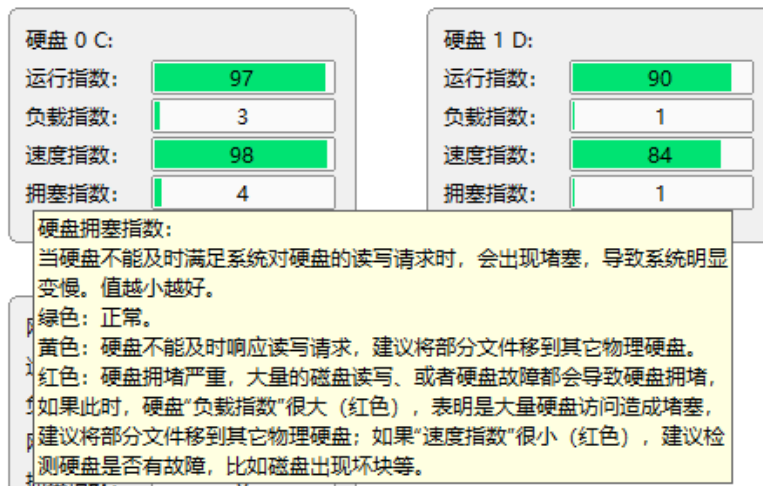 硬盘 0 C:
运行指数: 97
负载指数: 3
速度指数: 98
拥塞指数: 4
硬盘 1 D:
运行指数: 90
负载指数: 1
速度指数: 84
拥塞指数: 1
硬盘拥塞指数:
当硬盘不能及时满足系统对硬盘的读写请求时，会出现堵塞，导致系统明显
变慢。值越小越好。
绿色：正常。
黄色：硬盘不能及时响应读写请求，建议将部分文件移到其它物理硬盘。
红色：硬盘拥堵严重，大量的磁盘读写、或者硬盘故障都会导致硬盘拥堵，
如果此时，硬盘“负载指数”很大（红色），表明是大量硬盘访问造成堵塞，
建议将部分文件移到其它物理硬盘；如果“速度指数”很小（红色），建议检
测硬盘是否有故障，比如磁盘出现坏块等。